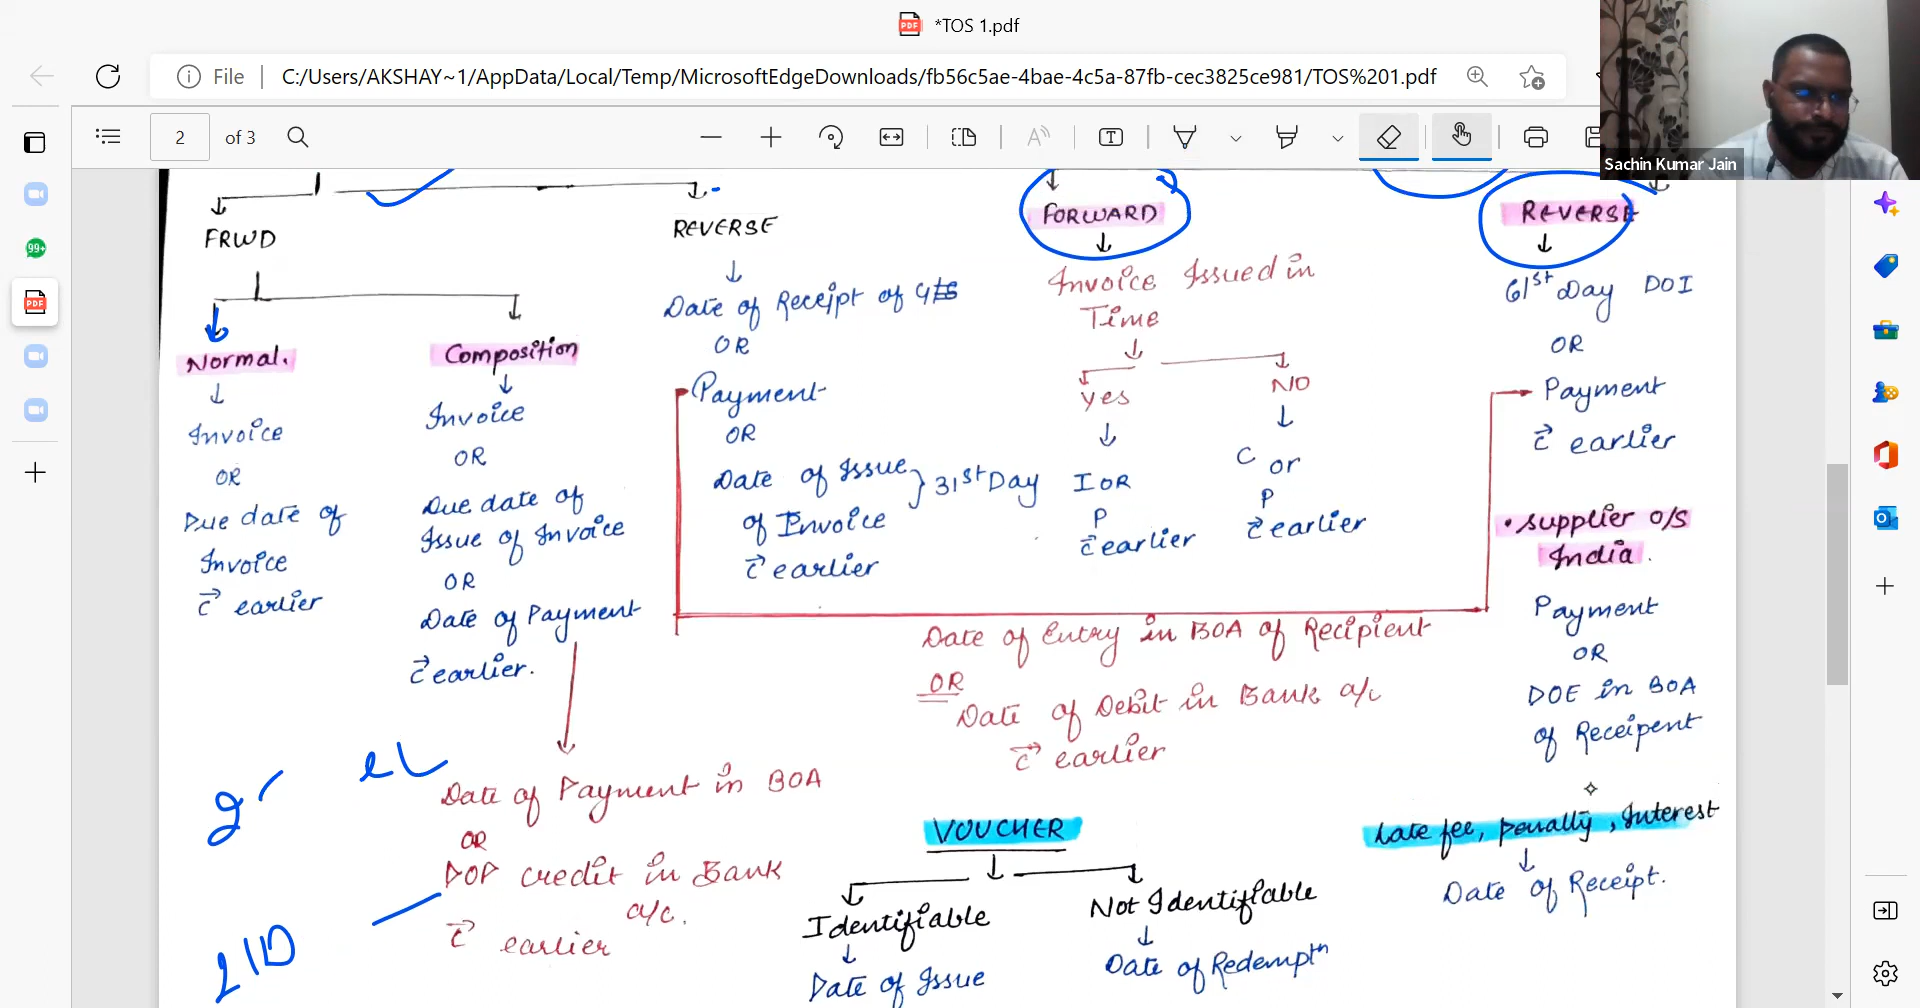 *TOS 1.pdf
File
C:/Users/AKSHAY~1/AppData/Local/Temp/MicrosoftEdgeDownloads/fb56c5ae-4bae-4c5a-87fb-cec3825ce981/TOS%201.pdf
2 of 3
Sachin Kumar Jain
99+
PDF
FRWD
Normal.
Invoice
OR
Due date of
Invoice
c⃗ earlier
Composition
Invoice
OR
Due date of
Issue of Invoice
OR
Date of Payment
c⃗ earlier.
Date of Payment in BOA
OR
DOP credit in Bank
a/c.
c⃗ earlier
REVERSE
Date of Receipt of Gds
OR
Payment
OR
Date of Issue
of Invoice
} 31st Day
c⃗ earlier
FORWARD
Invoice Issued in
Time
Yes
I OR
P
c⃗ earlier
NO
C or
P
c⃗ earlier
REVERSE
61st Day DOI
OR
Payment
c⃗ earlier
• Supplier O/S
India.
Payment
OR
DOE in BOA
of Receipent
Date of Entry in BOA of Recipient
OR
Date of Debit in Bank a/c
c⃗ earlier
VOUCHER
Identifiable
Date of Issue
Not Identifiable
Date of Redemptn
Late fee, penalty, Interest
Date of Receipt.